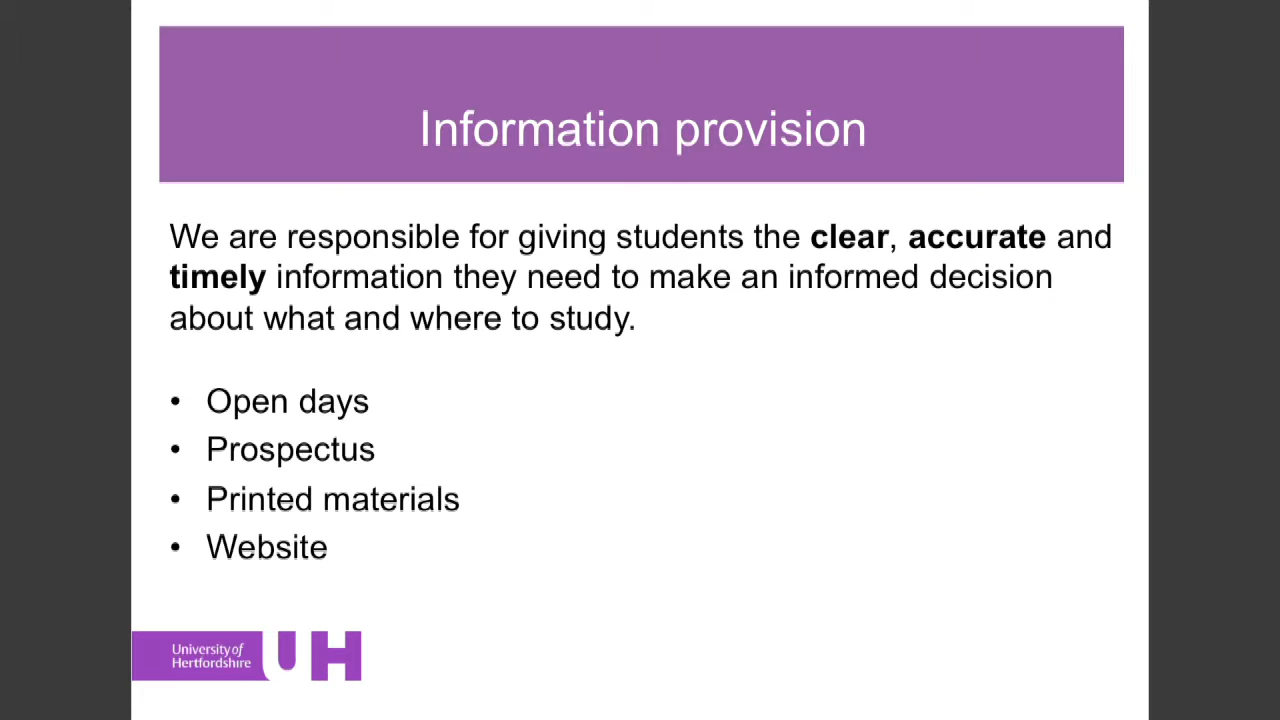 Information provision
We are responsible for giving students the clear, accurate and
timely information they need to make an informed decision
about what and where to study.
• Open days
• Prospectus
• Printed materials
• Website
University of
Hertfordshire
UH